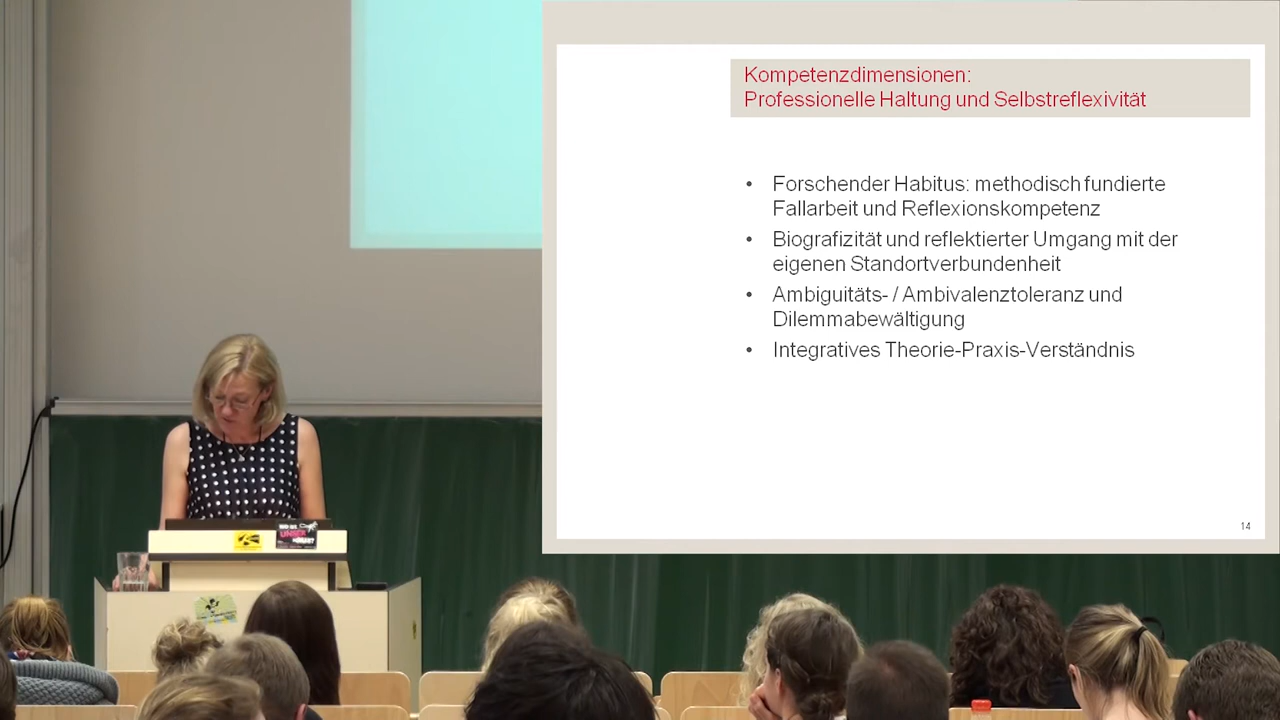 Kompetenzdimensionen:
Professionelle Haltung und Selbstreflexivität
• Forschender Habitus: methodisch fundierte
Fallarbeit und Reflexionskompetenz
• Biografizität und reflektierter Umgang mit der
eigenen Standortverbundenheit
• Ambiguitäts- / Ambivalenztoleranz und
Dilemmabewältigung
• Integratives Theorie-Praxis-Verständnis
14
UNSER